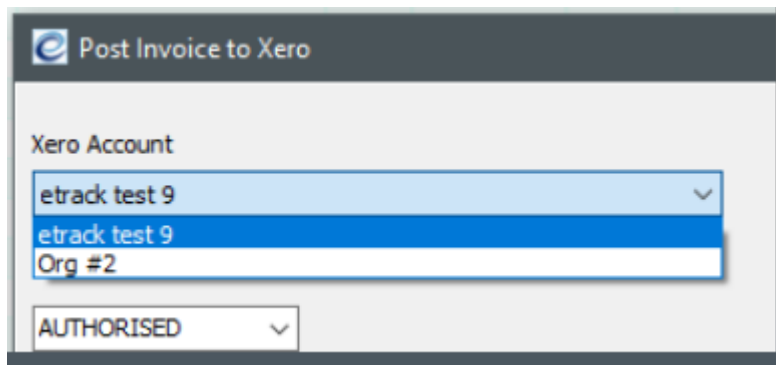 Post Invoice to Xero
Xero Account
etrack test 9
etrack test 9
Org #2
AUTHORISED